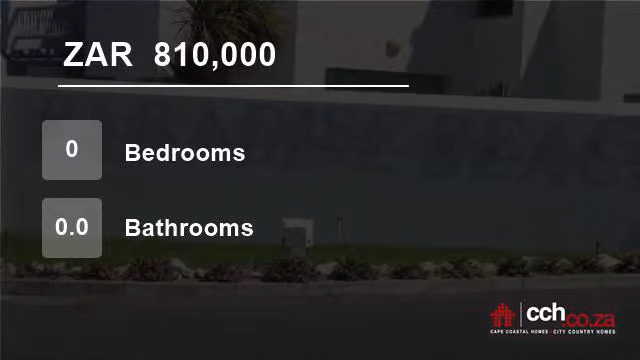 ZAR 810,000
0 Bedrooms
0.0 Bathrooms
cch.co.za
CAPE COASTAL HOMES · CITY COUNTRY HOMES